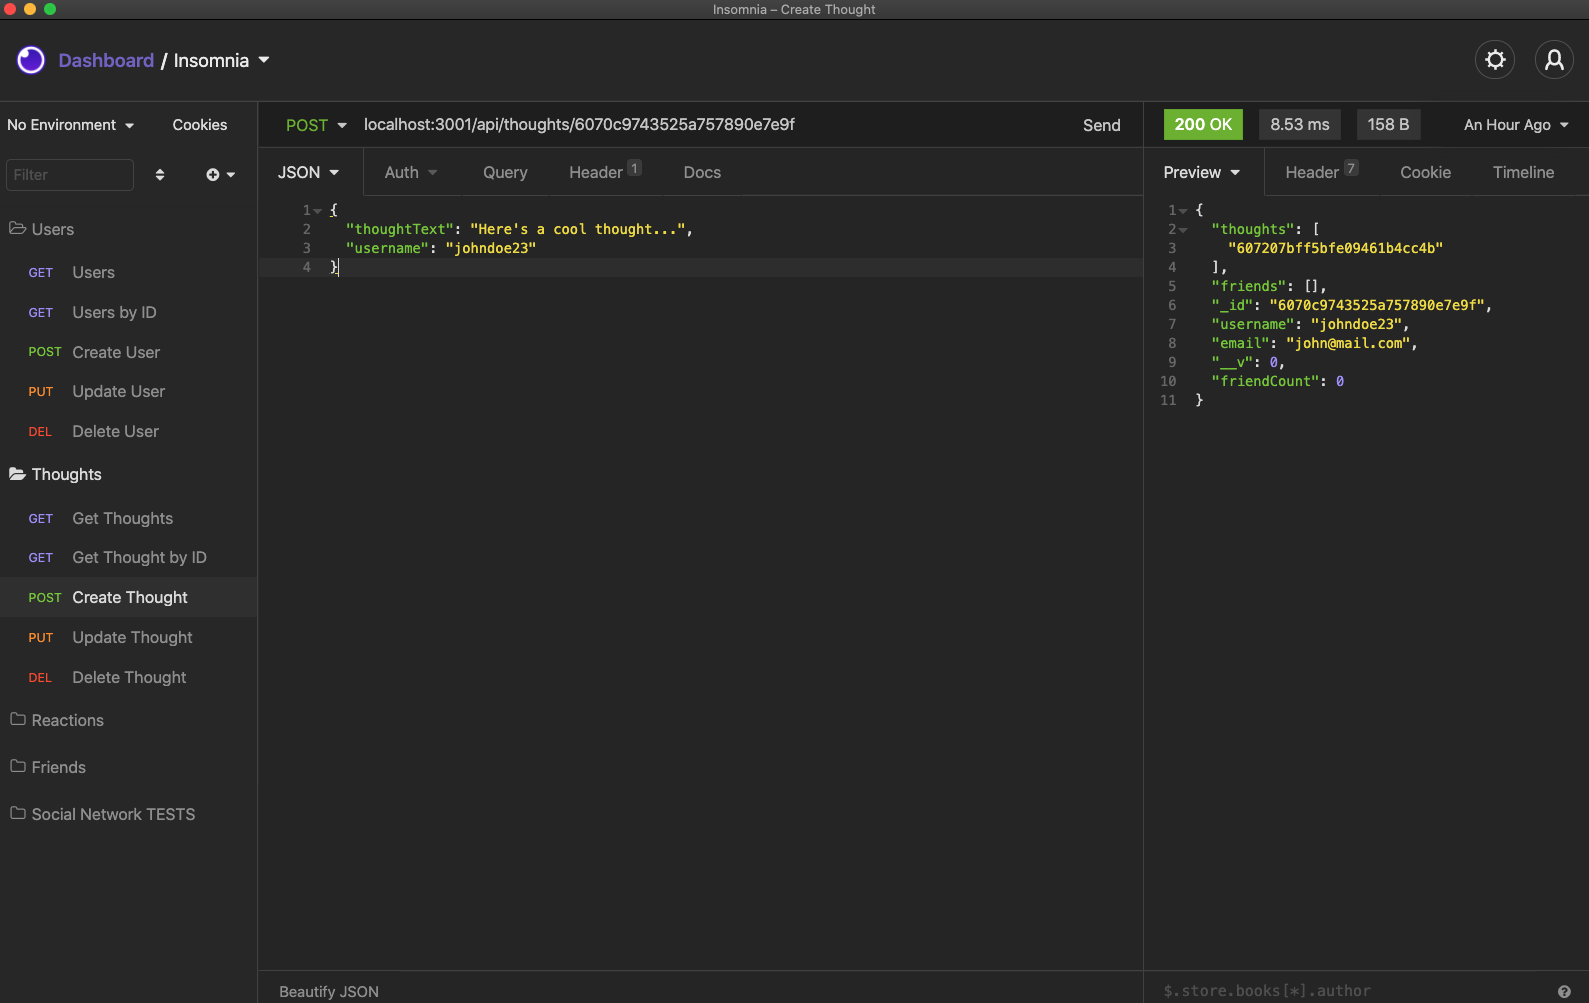 Insomnia – Create Thought
Dashboard / Insomnia
No Environment
Cookies
Filter
Users
GET Users
GET Users by ID
POST Create User
PUT Update User
DEL Delete User
Thoughts
GET Get Thoughts
GET Get Thought by ID
POST Create Thought
PUT Update Thought
DEL Delete Thought
Reactions
Friends
Social Network TESTS
POST localhost:3001/api/thoughts/6070c9743525a757890e7e9f Send
JSON Auth Query Header 1 Docs
1 {
2 "thoughtText": "Here's a cool thought...",
3 "username": "johndoe23"
4 }
Beautify JSON
200 OK 8.53 ms 158 B An Hour Ago
Preview Header 7 Cookie Timeline
1 {
2 "thoughts": [
3 "607207bff5bfe09461b4cc4b"
4 ],
5 "friends": [],
6 "_id": "6070c9743525a757890e7e9f",
7 "username": "johndoe23",
8 "email": "john@mail.com",
9 "__v": 0,
10 "friendCount": 0
11 }
$.store.books[*].author
?